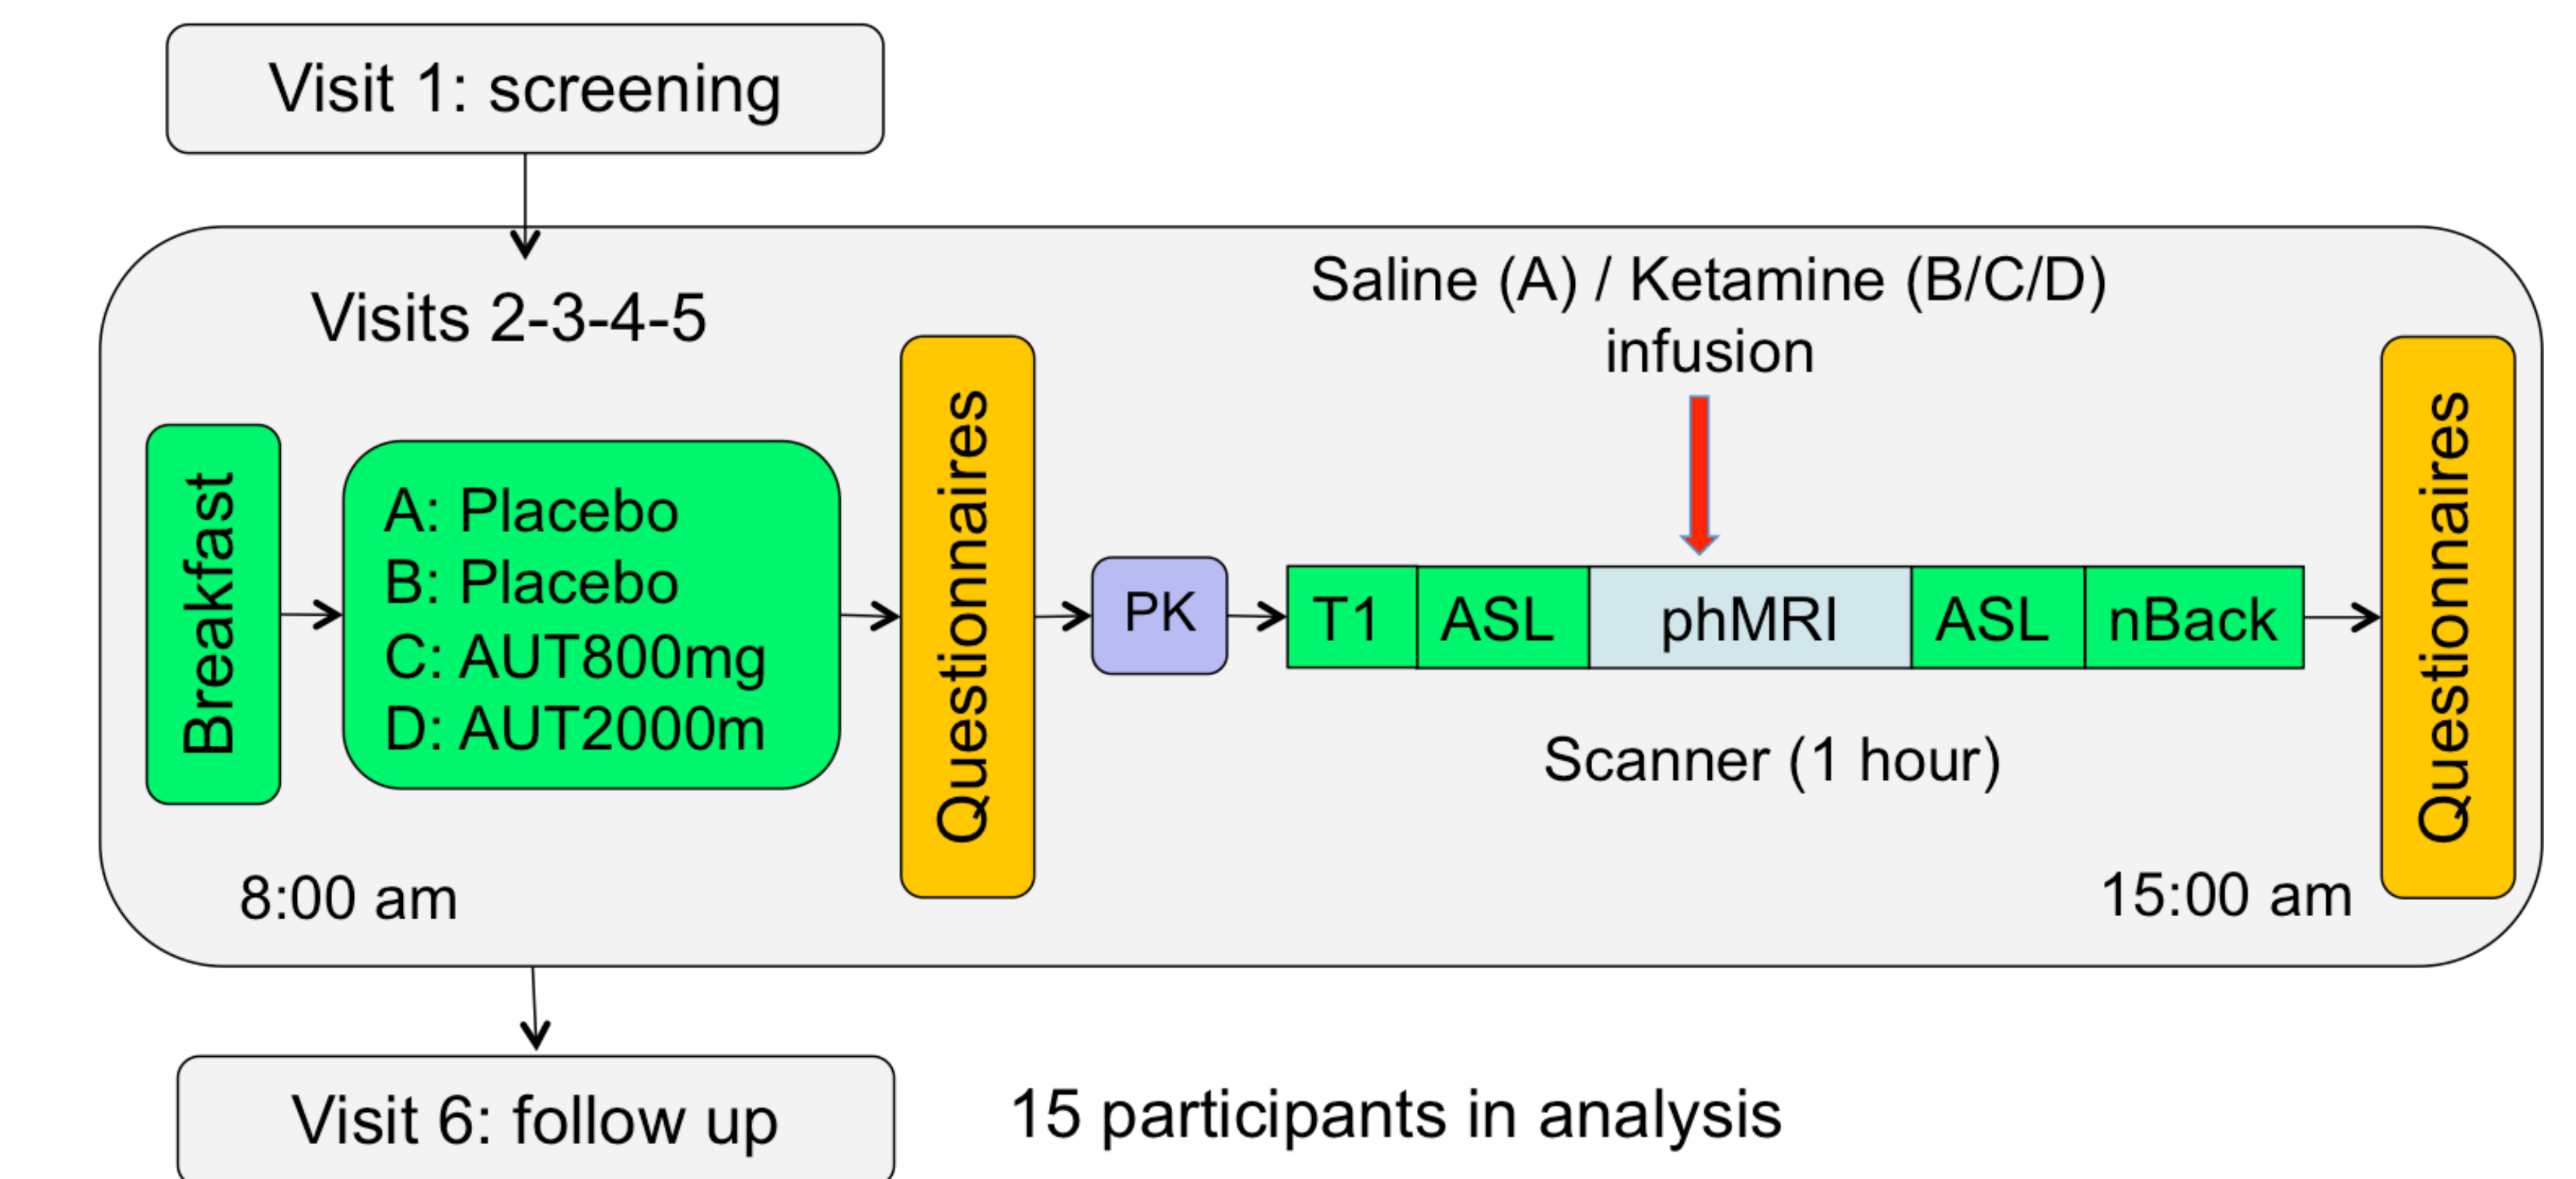 Visit 1: screening
Visits 2-3-4-5
Saline (A) / Ketamine (B/C/D)
infusion
Breakfast
A: Placebo
B: Placebo
C: AUT800mg
D: AUT2000m
Questionnaires
PK
T1
ASL
phMRI
ASL
nBack
Questionnaires
Scanner (1 hour)
8:00 am
15:00 am
Visit 6: follow up
15 participants in analysis